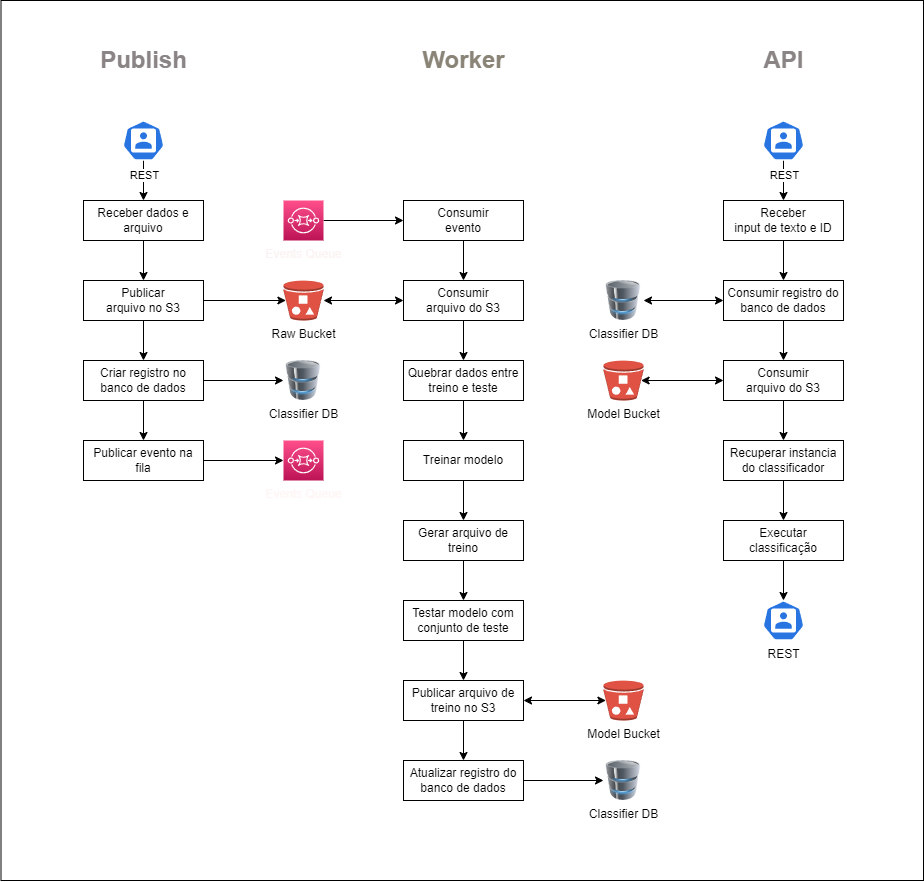 Publish
Worker
API
REST
Receber dados e
arquivo
Publicar
arquivo no S3
Raw Bucket
Criar registro no
banco de dados
Classifier DB
Publicar evento na
fila
Events Queue
Events Queue
Consumir
evento
Consumir
arquivo do S3
Quebrar dados entre
treino e teste
Treinar modelo
Gerar arquivo de
treino
Testar modelo com
conjunto de teste
Publicar arquivo de
treino no S3
Model Bucket
Atualizar registro do
banco de dados
Classifier DB
REST
Receber
input de texto e ID
Consumir registro do
banco de dados
Classifier DB
Consumir
arquivo do S3
Model Bucket
Recuperar instancia
do classificador
Executar
classificação
REST